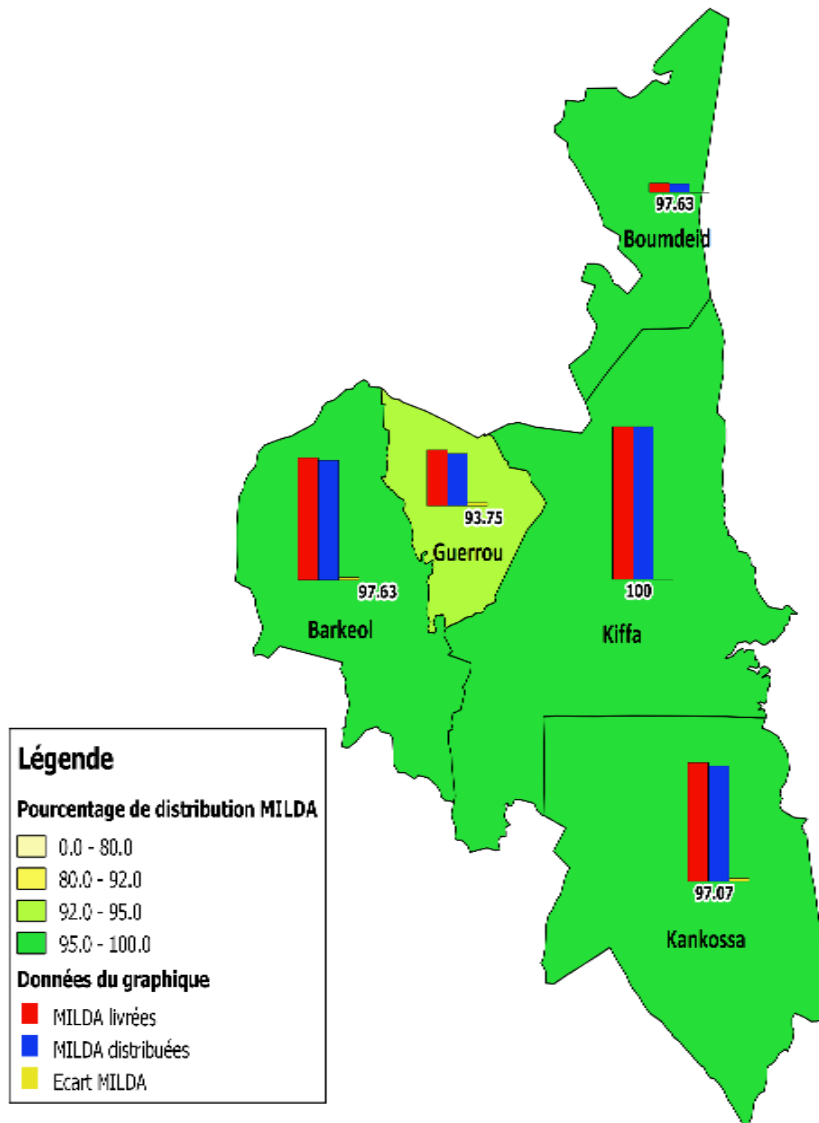 97.63
Boumdeid
93.75
Guerrou
97.63
Barkeol
100
Kiffa
97.07
Kankossa
Légende
Pourcentage de distribution MILDA
0.0 - 80.0
80.0 - 92.0
92.0 - 95.0
95.0 - 100.0
Données du graphique
MILDA livrées
MILDA distribuées
Ecart MILDA